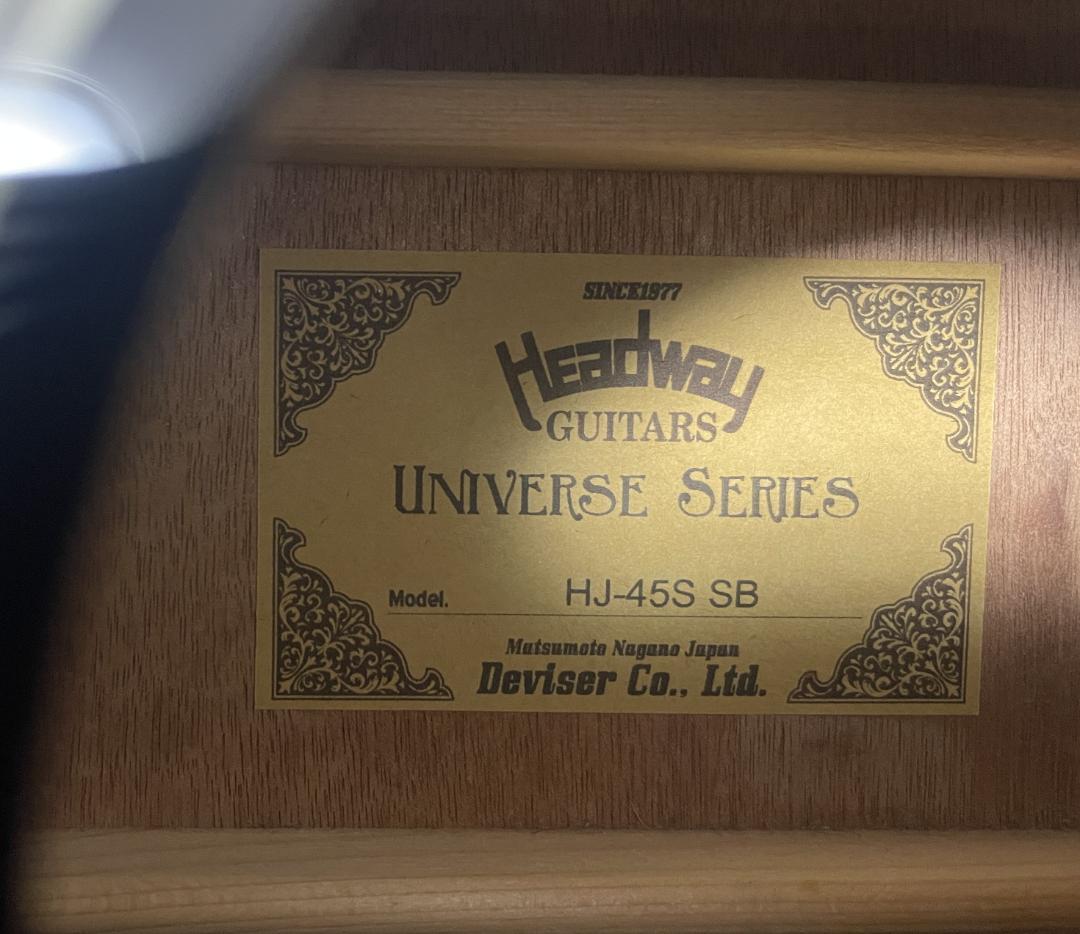 SINCE1977
Headway
GUITARS
UNIVERSE SERIES
Model. HJ-45S SB
Matsumoto Nagano Japan
Deviser Co., Ltd.